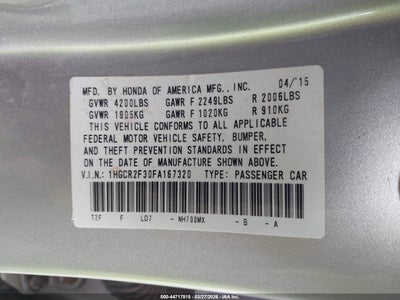 MFD. BY HONDA OF AMERICA MFG., INC. 04/15
GVWR 4200LBS GAWR F 2249LBS R 2006LBS
GVWR 1905KG GAWR F 1020KG R 910KG
THIS VEHICLE CONFORMS TO ALL APPLICABLE
FEDERAL MOTOR VEHICLE SAFETY, BUMPER,
AND THEFT PREVENTION STANDARDS IN EFFECT
ON THE DATE OF MANUFACTURE SHOWN ABOVE.
V.I.N.: 1HGCR2F30FA167320 TYPE: PASSENGER CAR
T2F F LD7 - NH700MX - B - A
000-44717815 - 03/27/2026 - IAA, Inc